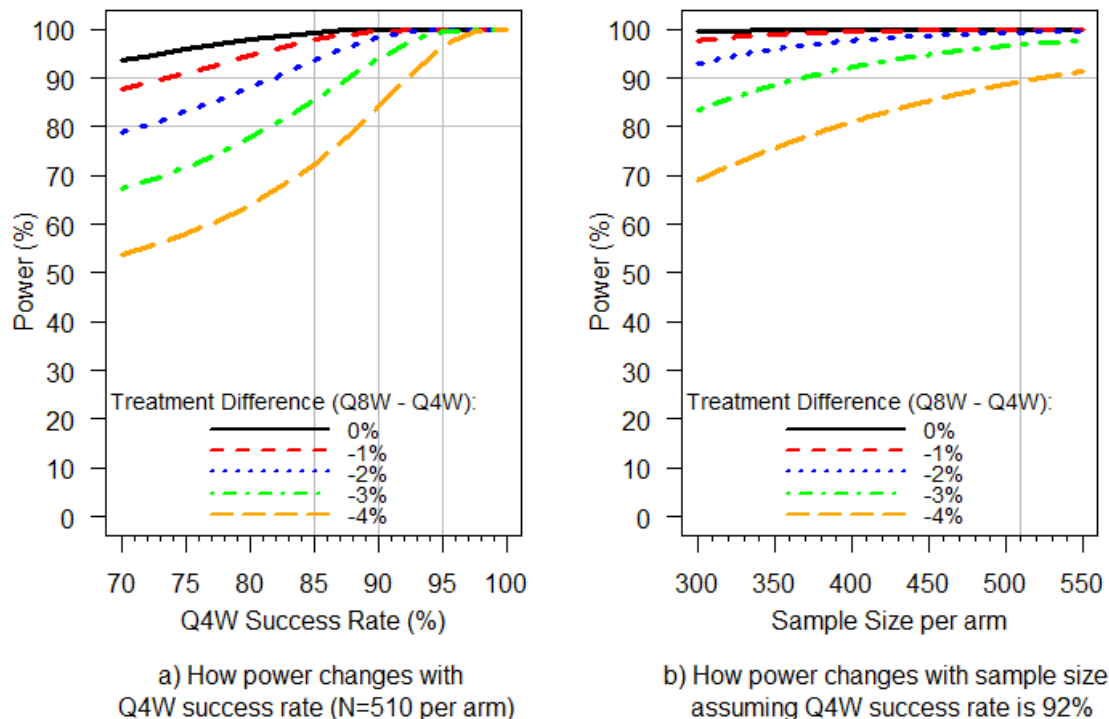 100
90
80
70
60
50
40
30
20
10
0
Power (%)
Treatment Difference (Q8W - Q4W):
0%
-1%
-2%
-3%
-4%
70 75 80 85 90 95 100
Q4W Success Rate (%)
a) How power changes with
Q4W success rate (N=510 per arm)
100
90
80
70
60
50
40
30
20
10
0
Power (%)
Treatment Difference (Q8W - Q4W):
0%
-1%
-2%
-3%
-4%
300 350 400 450 500 550
Sample Size per arm
b) How power changes with sample size
assuming Q4W success rate is 92%